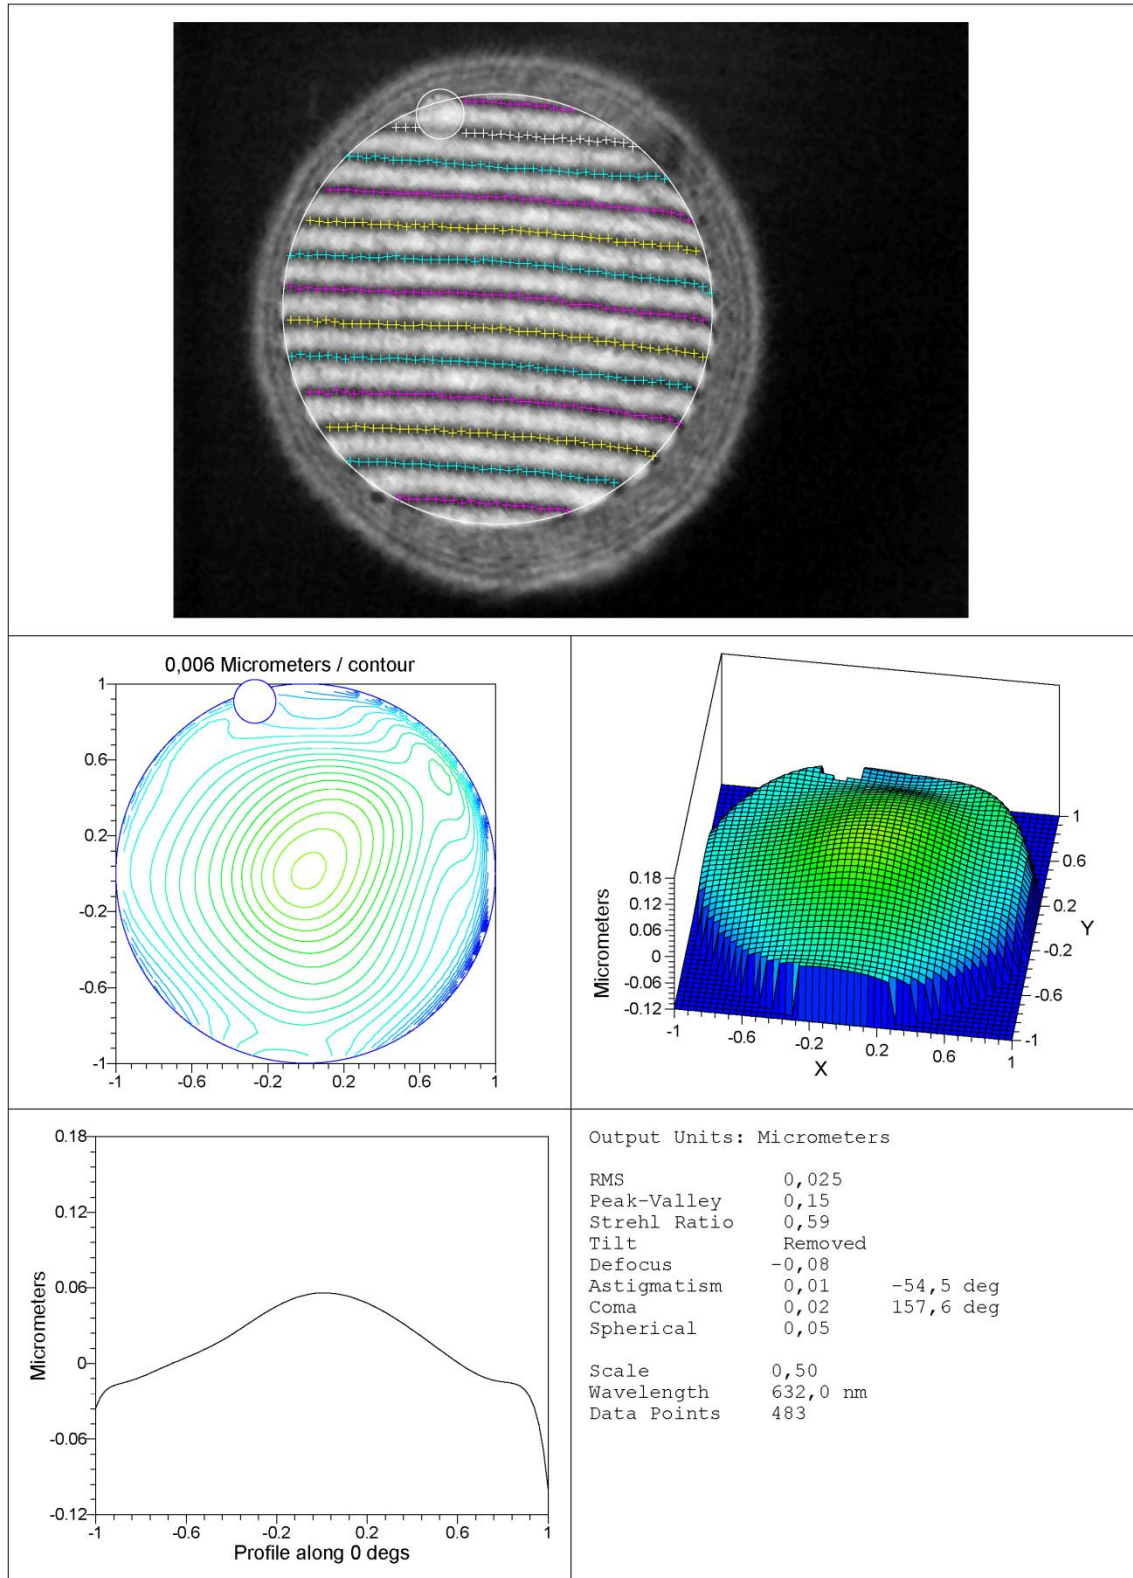 0,006 Micrometers / contour
1
0.6
0.2
-0.2
-0.6
-1
-1 -0.6 -0.2 0.2 0.6 1
Micrometers
0.18
0.12
0.06
0
-0.06
-0.12
-1 -0.6 -0.2 0.2 0.6 1
X
1
0.6
0.2
-0.2
-0.6
-1
Y
Micrometers
0.18
0.12
0.06
0
-0.06
-0.12
-1 -0.6 -0.2 0.2 0.6 1
Profile along 0 degs
Output Units: Micrometers
RMS 0,025
Peak-Valley 0,15
Strehl Ratio 0,59
Tilt Removed
Defocus -0,08
Astigmatism 0,01 -54,5 deg
Coma 0,02 157,6 deg
Spherical 0,05
Scale 0,50
Wavelength 632,0 nm
Data Points 483